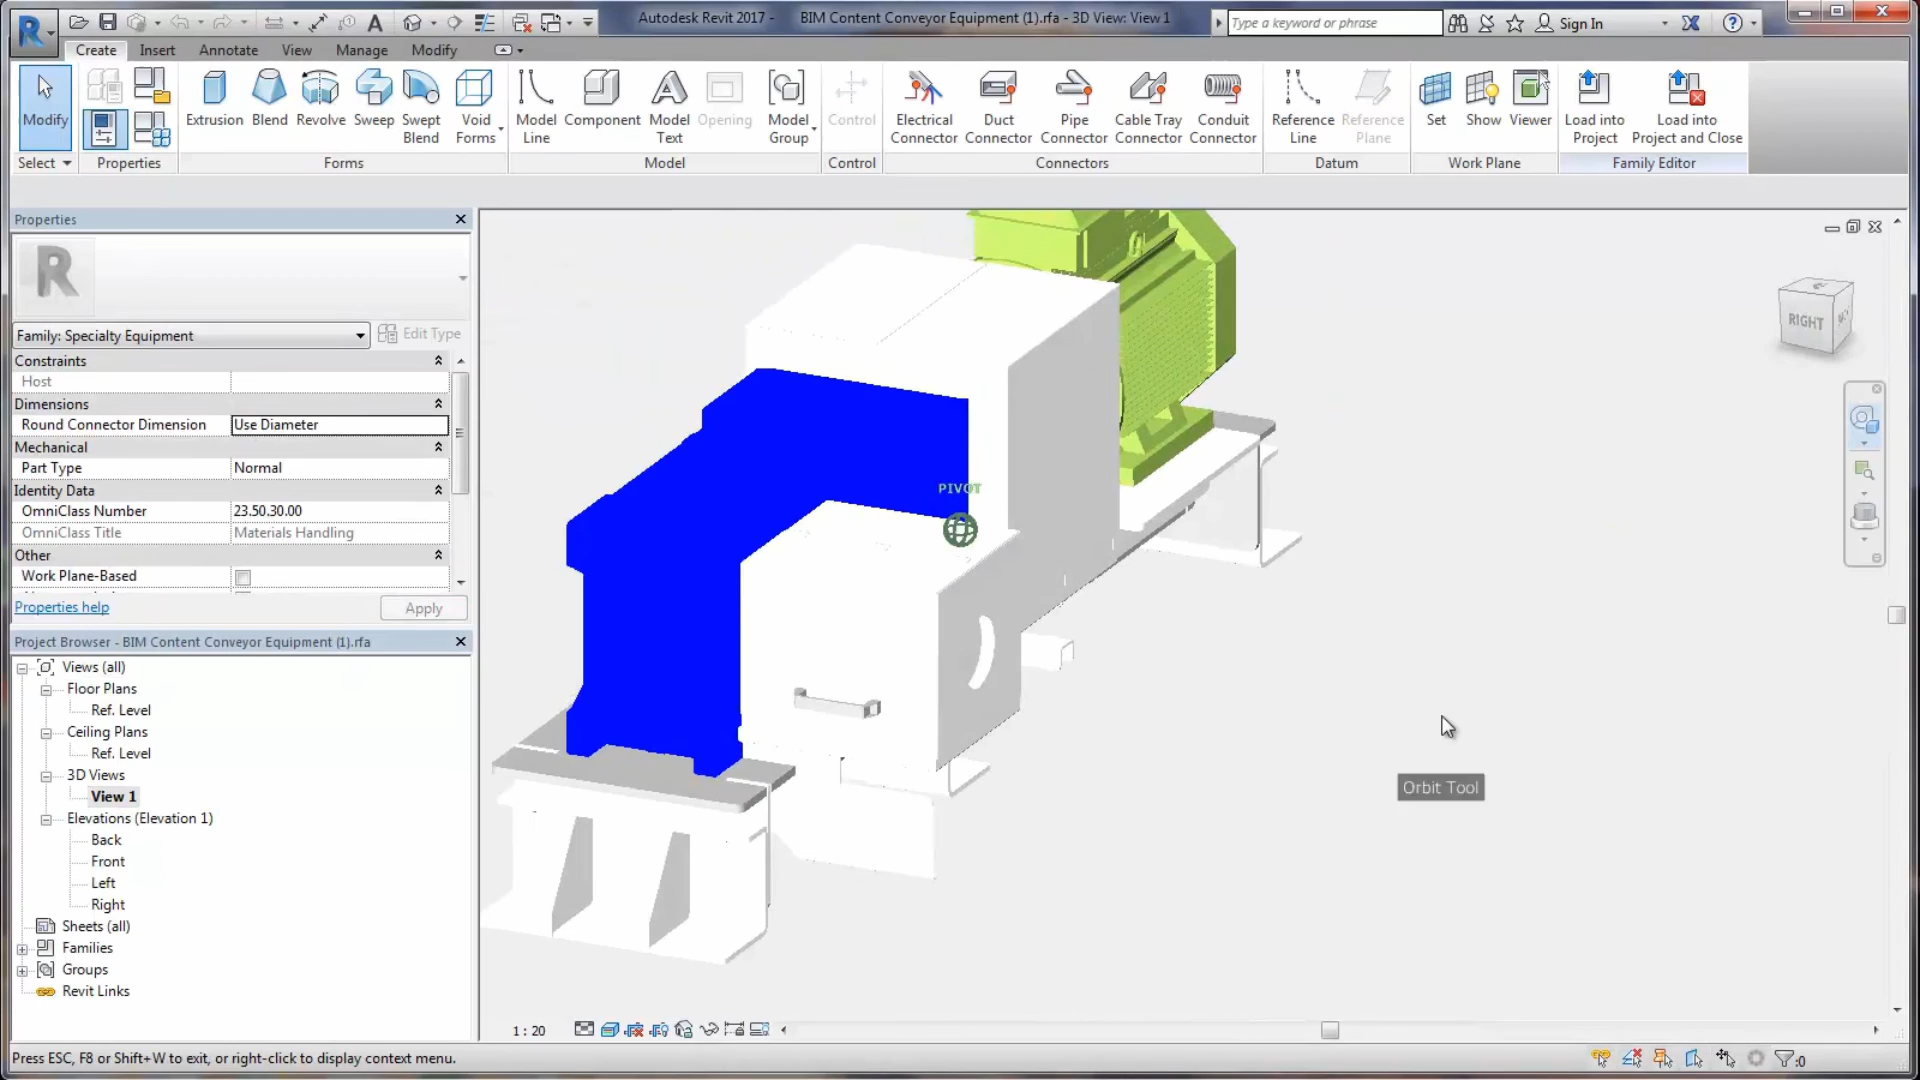 Autodesk Revit 2017 - BIM Content Conveyor Equipment (1).rfa - 3D View: View 1
Type a keyword or phrase
Sign In
Create Insert Annotate View Manage Modify
Modify
Extrusion Blend Revolve Sweep Swept Blend Void Forms
Model Line Component Model Text Opening Model Group
Control
Electrical Connector Duct Connector Pipe Connector Cable Tray Connector Conduit Connector
Reference Line Reference Plane
Set Show Viewer
Load into Project Load into Project and Close
Select Properties Forms Model Control Connectors Datum Work Plane Family Editor
Properties
Family: Specialty Equipment
Edit Type
Constraints
Host
Dimensions
Round Connector Dimension Use Diameter
Mechanical
Part Type Normal
Identity Data
OmniClass Number 23.50.30.00
OmniClass Title Materials Handling
Other
Work Plane-Based
Properties help
Apply
Project Browser - BIM Content Conveyor Equipment (1).rfa
Views (all)
Floor Plans
Ref. Level
Ceiling Plans
Ref. Level
3D Views
View 1
Elevations (Elevation 1)
Back
Front
Left
Right
Sheets (all)
Families
Groups
Revit Links
PIVOT
RIGHT
Orbit Tool
1 : 20
Press ESC, F8 or Shift+W to exit, or right-click to display context menu.
:0